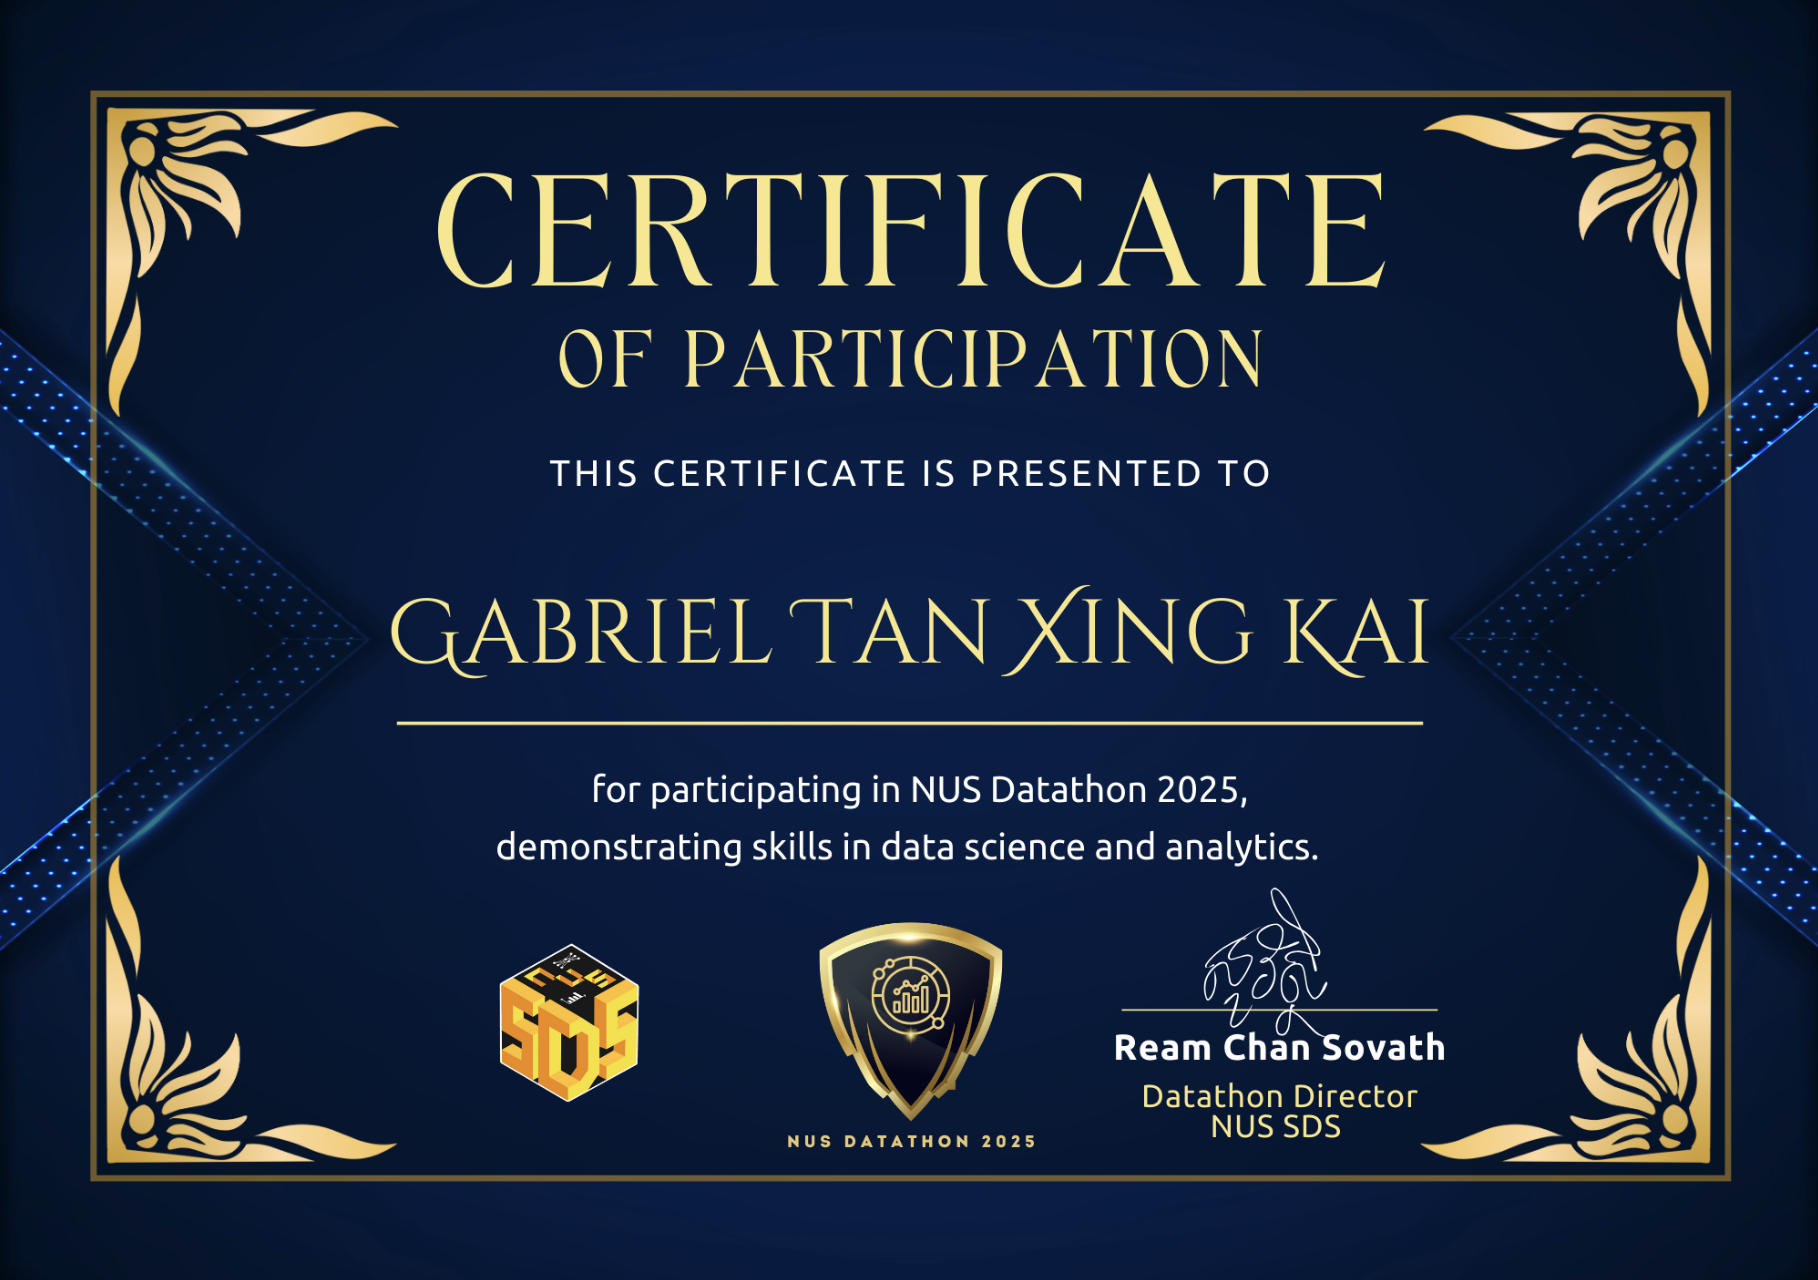 CERTIFICATE
OF PARTICIPATION
THIS CERTIFICATE IS PRESENTED TO
GABRIEL TAN XING KAI
for participating in NUS Datathon 2025,
demonstrating skills in data science and analytics.
NUS
SDS
NUS DATATHON 2025
Ream Chan Sovath
Datathon Director
NUS SDS